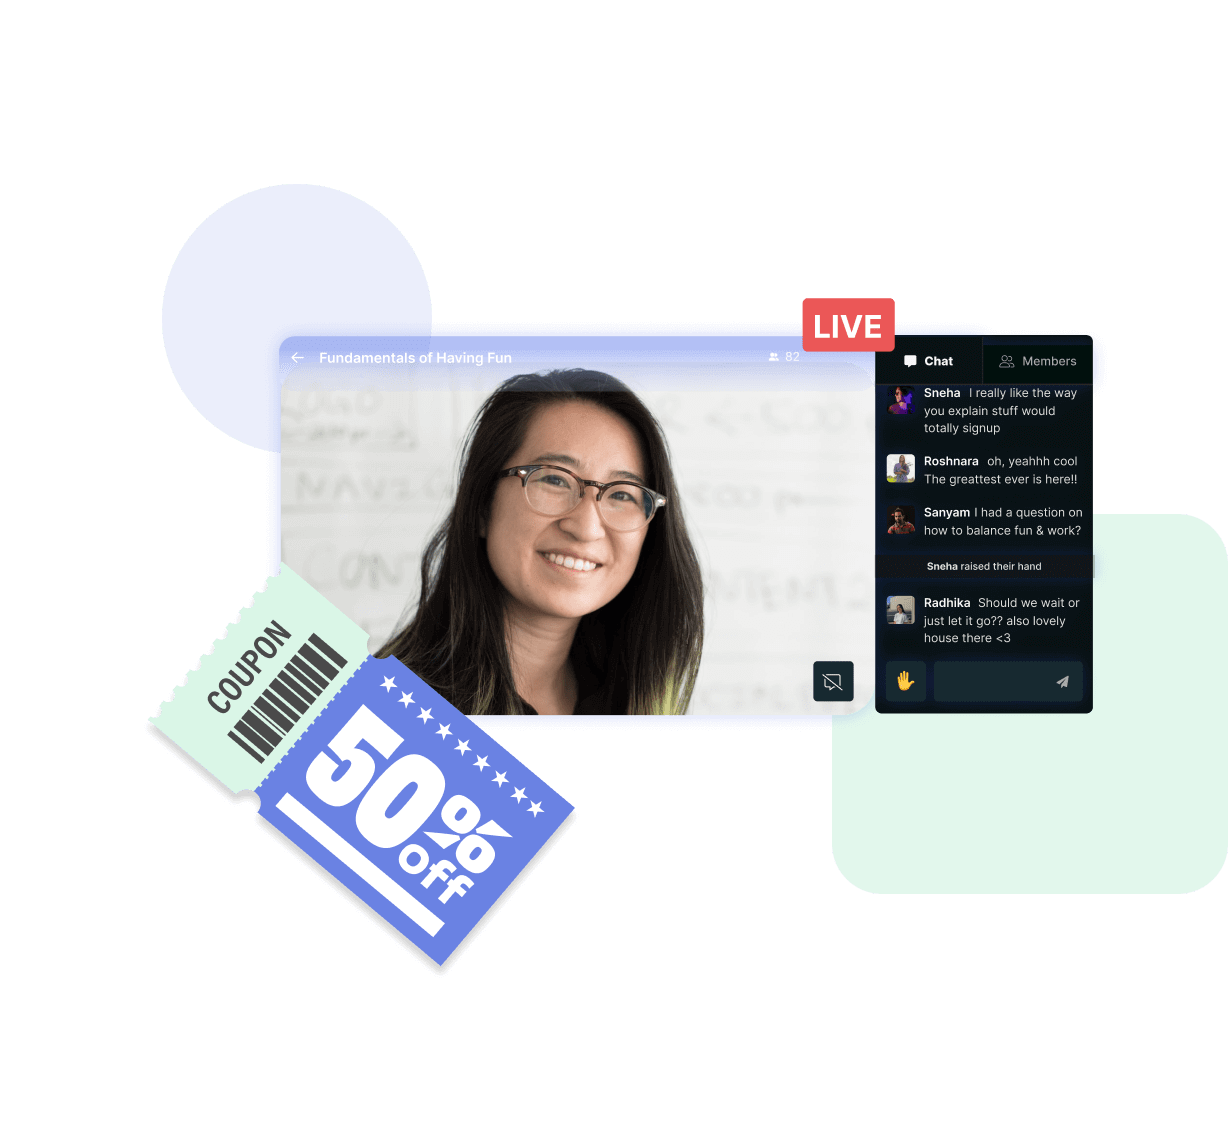 LIVE
Fundamentals of Having Fun
82
Chat
Members
Sneha I really like the way
you explain stuff would
totally signup
Roshnara oh, yeahhh cool
The greattest ever is here!!
Sanyam I had a question on
how to balance fun & work?
Sneha raised their hand
Radhika Should we wait or
just let it go?? also lovely
house there <3
COUPON
50%
off